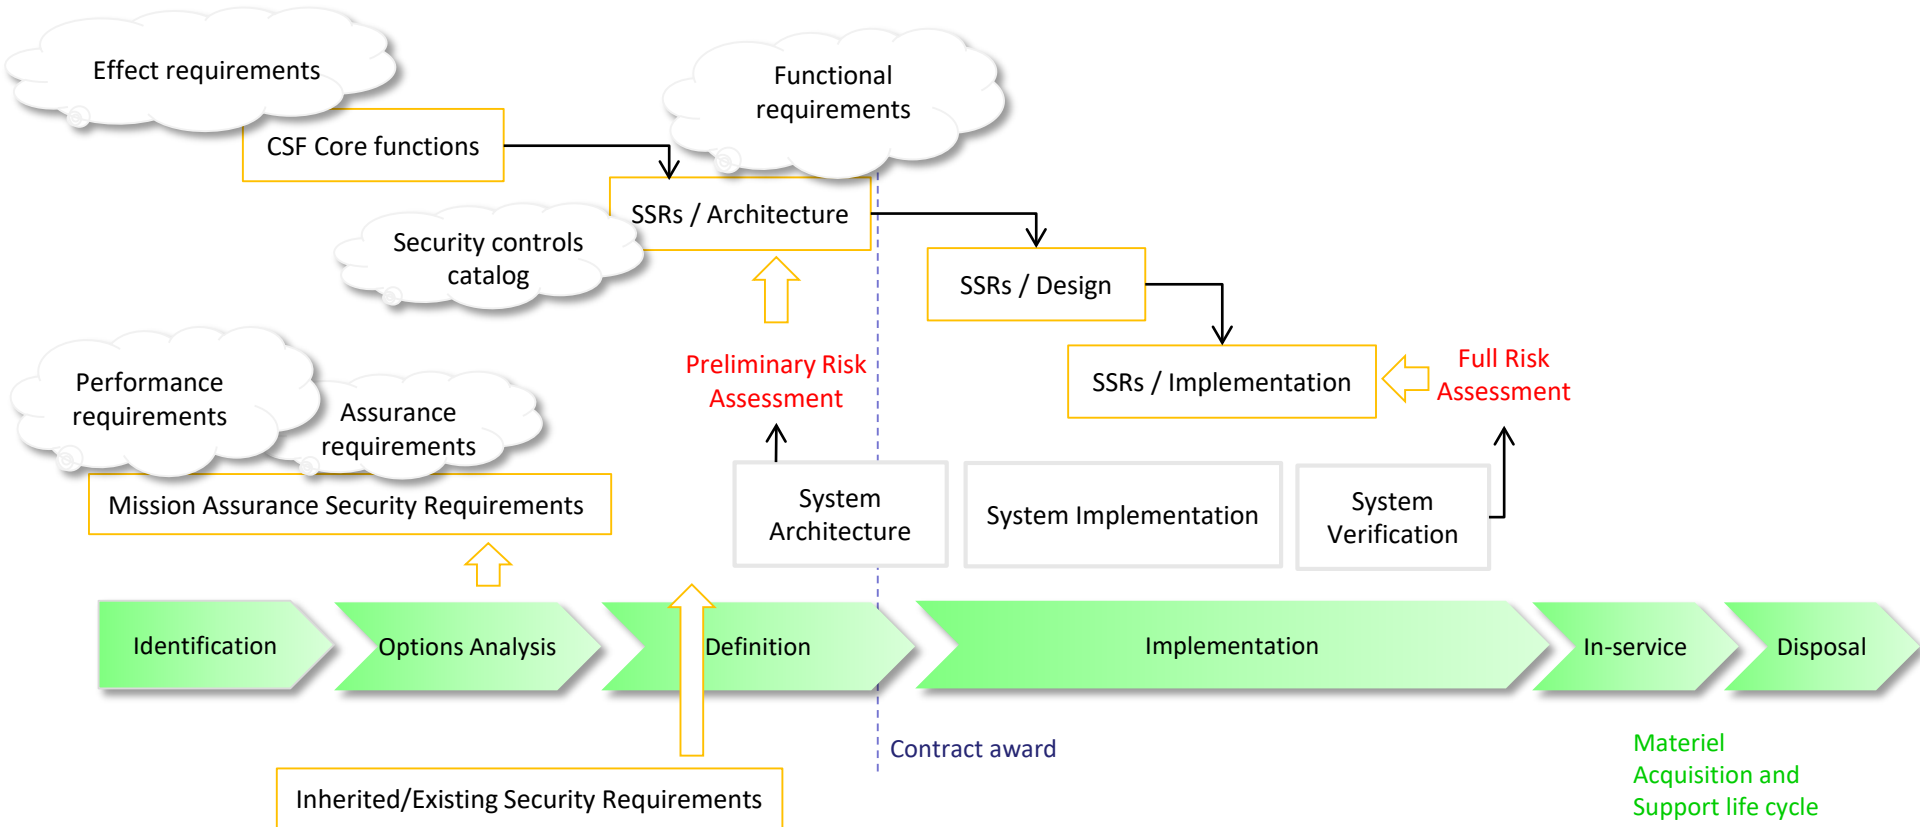 Effect requirements
Functional
requirements
CSF Core functions
SSRs / Architecture
Security controls
catalog
SSRs / Design
Performance
requirements
Assurance
requirements
Preliminary Risk
Assessment
SSRs / Implementation
Full Risk
Assessment
Mission Assurance Security Requirements
System
Architecture
System Implementation
System
Verification
Identification
Options Analysis
Definition
Implementation
In-service
Disposal
Contract award
Inherited/Existing Security Requirements
Materiel
Acquisition and
Support life cycle